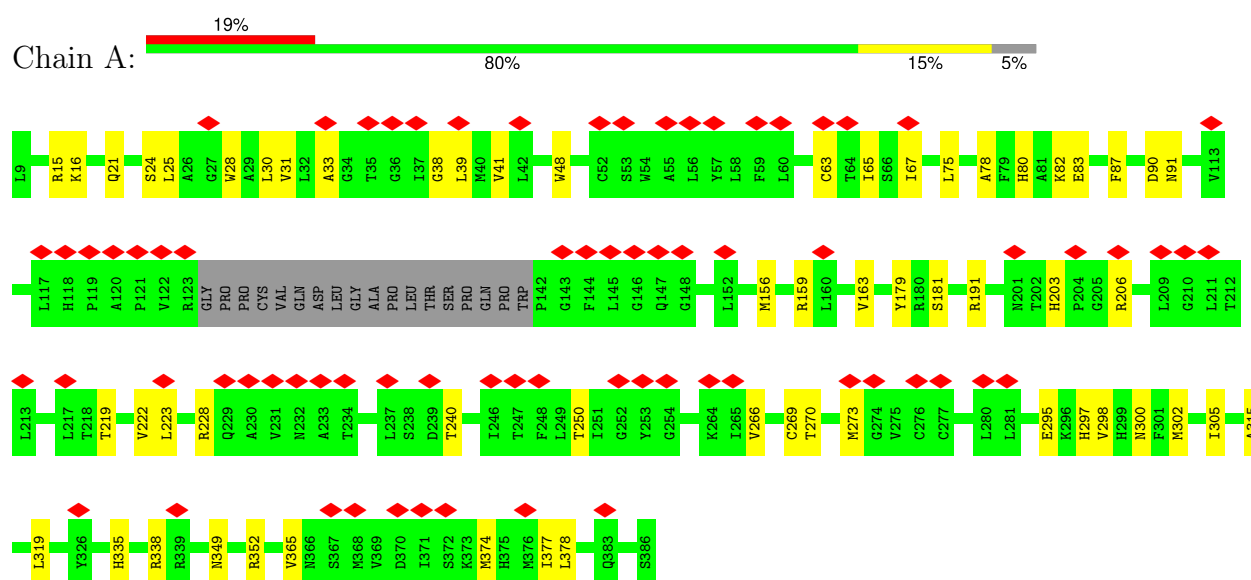 19%
Chain A:
80% 15% 5%
L9 R15 K16 Q21 S24 L25 A26 G27 W28 A29 L30 V31 L32 A33 G34 T35 G36 I37 G38 L39 M40 V41 L42 W48 C52 S53 W54 A55 L56 Y57 L58 F59 L60 C63 T64 I65 S66 I67 L75 A78 F79 H80 A81 K82 E83 F87 D90 N91 V113
L117 H118 P119 A120 P121 V122 R123 GLY PRO PRO CYS VAL GLN ASP LEU GLY ALA PRO LEU THR SER PRO GLN PRO TRP P142 G143 F144 L145 G146 Q147 G148 L152 M156 R159 L160 V163 Y179 R180 S181 R191 N201 T202 H203 P204 G205 R206 L209 G210 L211 T212
L213 L217 T218 T219 V222 L223 R228 Q229 A230 V231 N232 A233 T234 L237 S238 D239 T240 I246 T247 F248 L249 T250 I251 G252 Y253 G254 K264 I265 V266 C269 T270 M273 G274 V275 C276 C277 L280 L281 E295 K296 H297 V298 H299 N300 F301 M302 I305 A315
L319 Y326 H335 R338 R339 N349 R352 V365 N366 S367 M368 V369 D370 I371 S372 K373 M374 H375 M376 I377 L378 Q383 S386